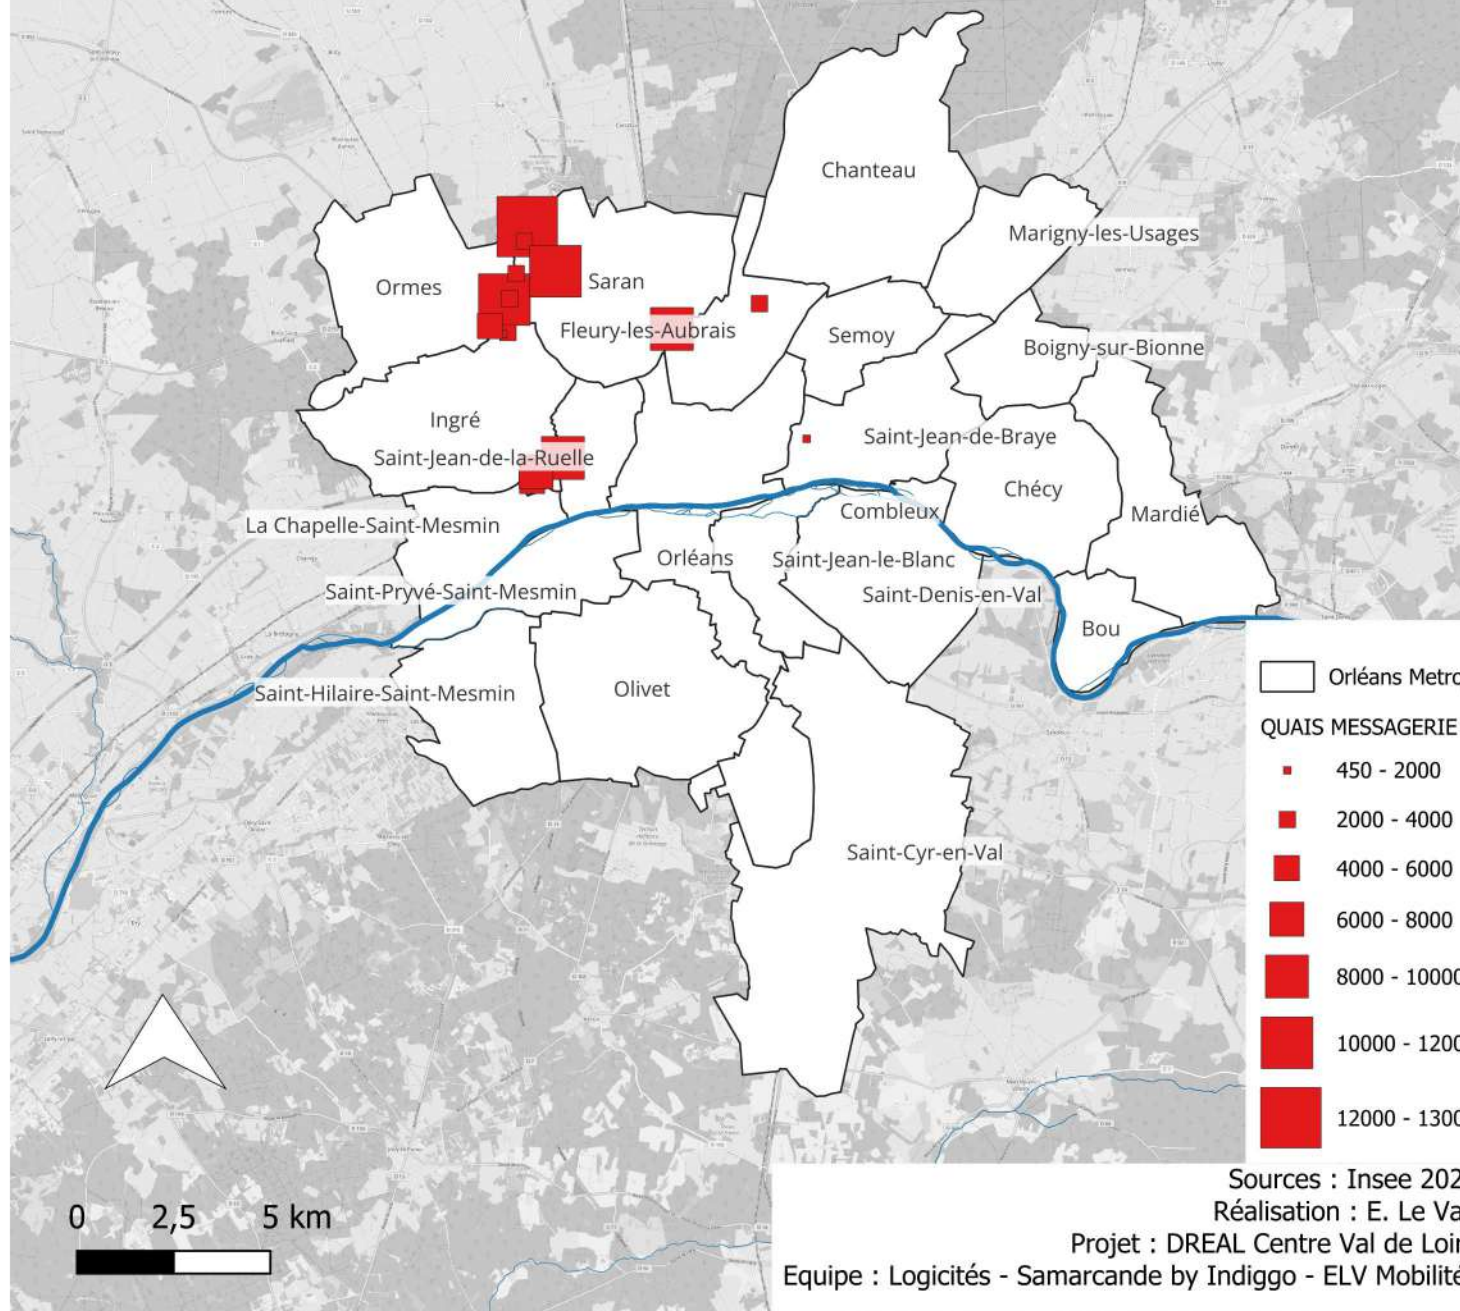 Chanteau
Marigny-les-Usages
Ormes
Saran
Fleury-les-Aubrais
Semoy
Boigny-sur-Bionne
Ingré
Saint-Jean-de-la-Ruelle
Saint-Jean-de-Braye
Chécy
Mardié
La Chapelle-Saint-Mesmin
Combleux
Orléans
Saint-Jean-le-Blanc
Saint-Pryvé-Saint-Mesmin
Saint-Denis-en-Val
Bou
Saint-Hilaire-Saint-Mesmin
Olivet
Saint-Cyr-en-Val
Orléans Metro
QUAIS MESSAGERIE
450 - 2000
2000 - 4000
4000 - 6000
6000 - 8000
8000 - 10000
10000 - 1200
12000 - 1300
0 2,5 5 km
Sources : Insee 202
Réalisation : E. Le Va
Projet : DREAL Centre Val de Loir
Equipe : Logicités - Samarcande by Indiggo - ELV Mobilité